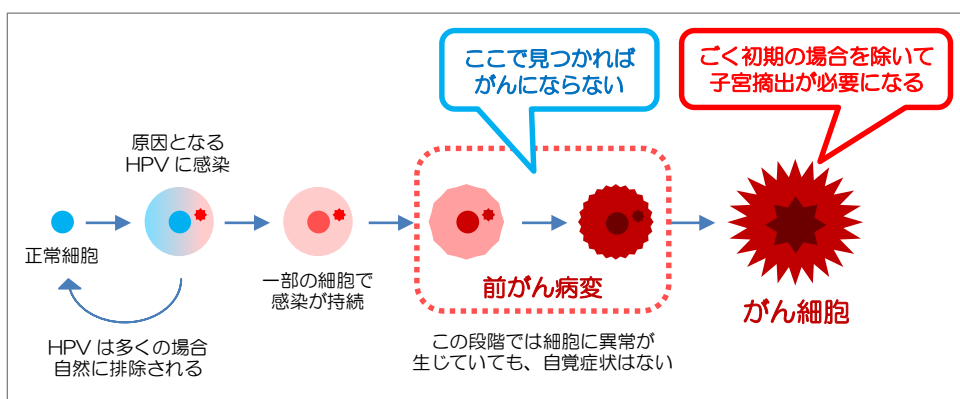 ここで見つかれば
がんにならない
ごく初期の場合を除いて
子宮摘出が必要になる
原因となる
HPV に感染
正常細胞
一部の細胞で
感染が持続
前がん病変
がん細胞
HPV は多くの場合
自然に排除される
この段階では細胞に異常が
生じていても、自覚症状はない